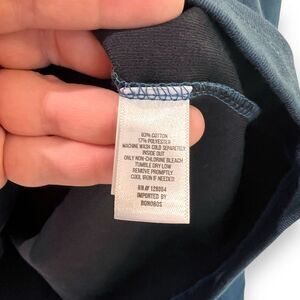 83% COTTON
17% POLYESTER
MACHINE WASH COLD SEPARATELY
INSIDE OUT
ONLY NON-CHLORINE BLEACH
TUMBLE DRY LOW
REMOVE PROMPTLY
COOL IRON IF NEEDED
RN# 128054
IMPORTED BY
BONOBOS